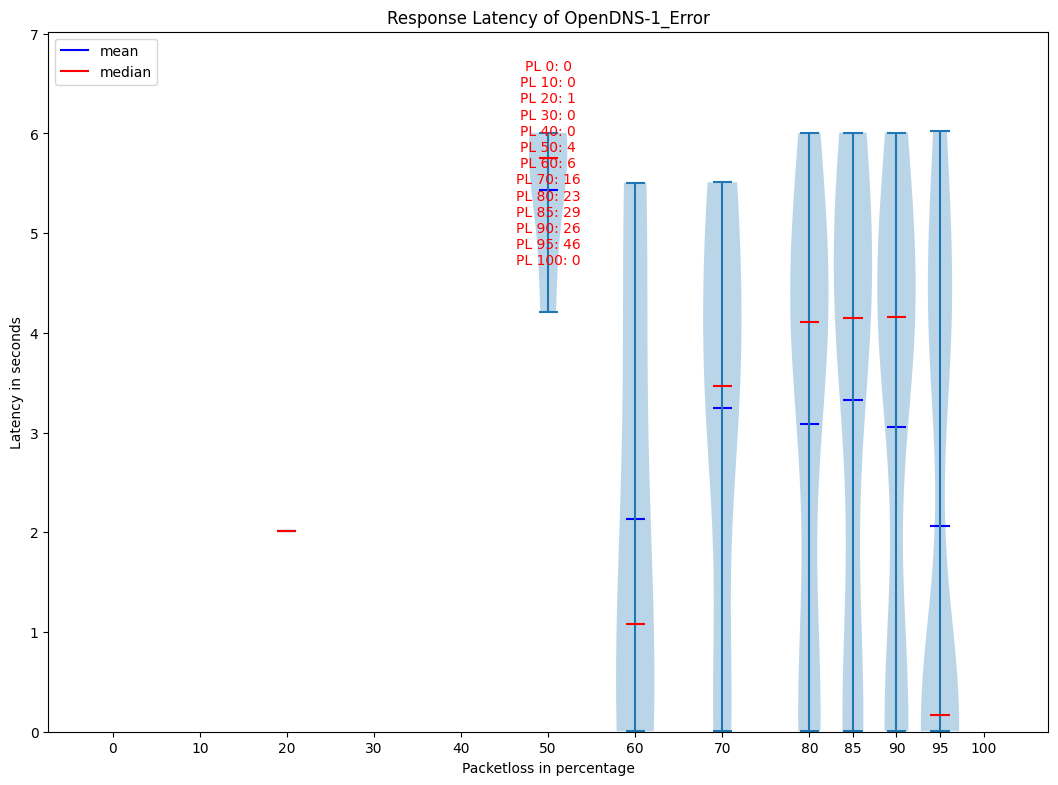 Response Latency of OpenDNS-1_Error
mean
median
PL 0: 0
PL 10: 0
PL 20: 1
PL 30: 0
PL 40: 0
PL 50: 4
PL 60: 6
PL 70: 16
PL 80: 23
PL 85: 29
PL 90: 26
PL 95: 46
PL 100: 0
Latency in seconds
7
6
5
4
3
2
1
0
0 10 20 30 40 50 60 70 80 85 90 95 100
Packetloss in percentage